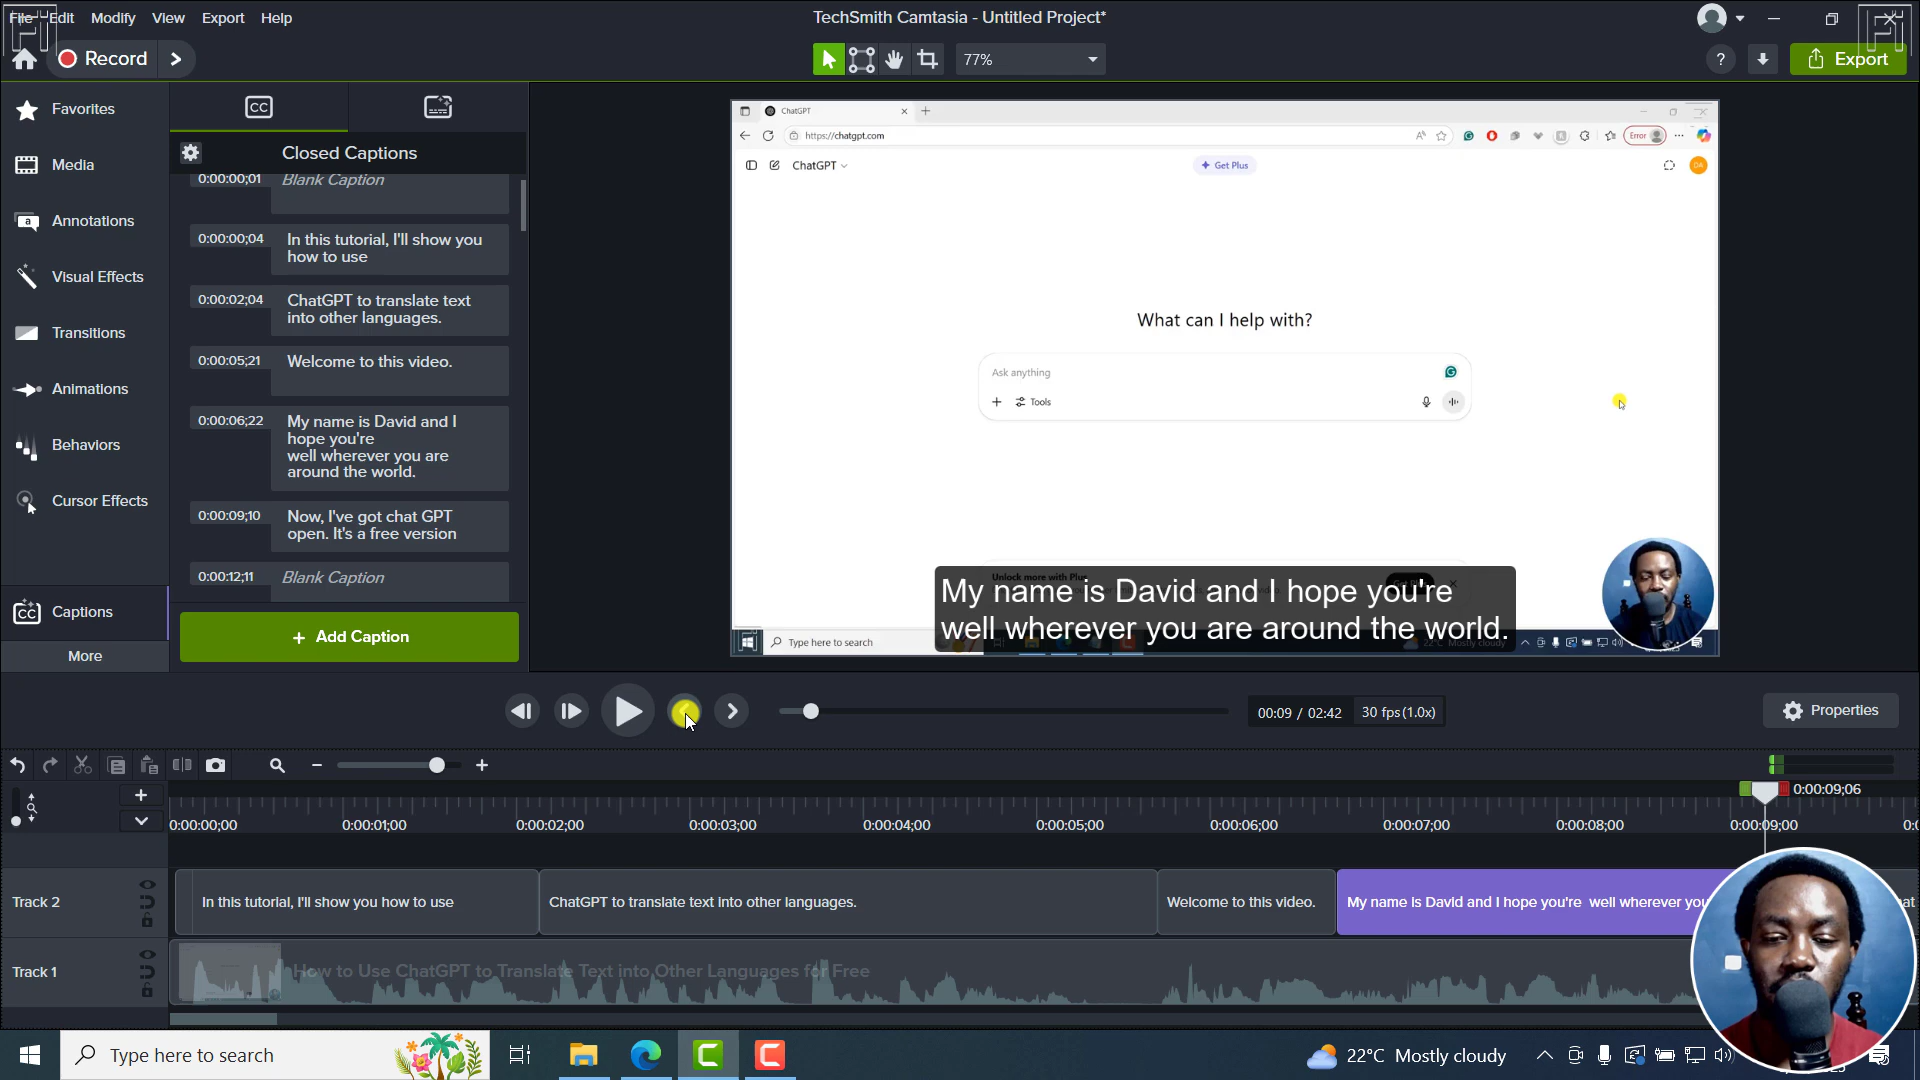 File Edit Modify View Export Help
TechSmith Camtasia - Untitled Project*
Record
77%
Export
Favorites
Media
Annotations
Visual Effects
Transitions
Animations
Behaviors
Cursor Effects
Captions
More
CC
Closed Captions
0:00:00;01 Blank Caption
0:00:00;04 In this tutorial, I'll show you
how to use
0:00:02;04 ChatGPT to translate text
into other languages.
0:00:05;21 Welcome to this video.
0:00:06;22 My name is David and I
hope you're
well wherever you are
around the world.
0:00:09;10 Now, I've got chat GPT
open. It's a free version
0:00:12;11 Blank Caption
+ Add Caption
ChatGPT
https://chatgpt.com
Error
ChatGPT
Get Plus
DA
What can I help with?
Ask anything
Tools
Unlock more with Plus
My name is David and I hope you're
well wherever you are around the world.
Type here to search
22°C Mostly cloudy
00:09 / 02:42 30 fps (1.0x)
Properties
0:00:09;06
0:00:00;00 0:00:01;00 0:00:02;00 0:00:03;00 0:00:04;00 0:00:05;00 0:00:06;00 0:00:07;00 0:00:08;00 0:00:09;00
Track 2
In this tutorial, I'll show you how to use
ChatGPT to translate text into other languages.
Welcome to this video.
My name is David and I hope you're well wherever you
Track 1
How to Use ChatGPT to Translate Text into Other Languages for Free
Type here to search
22°C Mostly cloudy